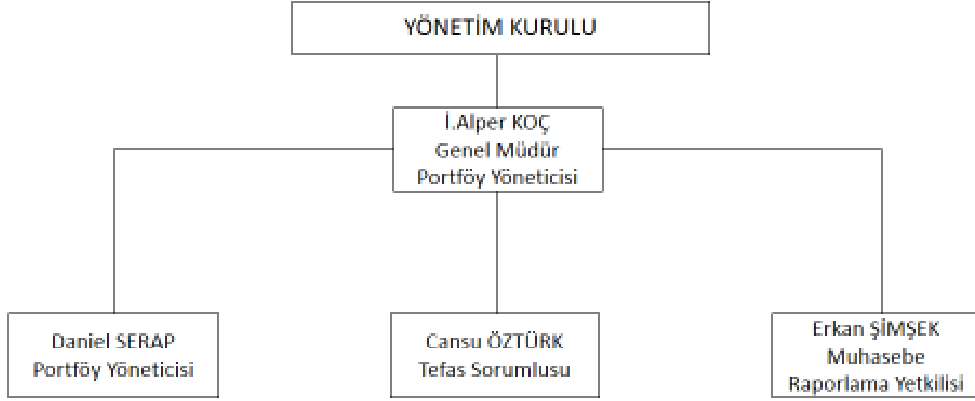 YÖNETİM KURULU
İ.Alper KOÇ
Genel Müdür
Portföy Yöneticisi
Daniel SERAP
Portföy Yöneticisi
Cansu ÖZTÜRK
Tefas Sorumlusu
Erkan ŞİMŞEK
Muhasebe
Raporlama Yetkilisi